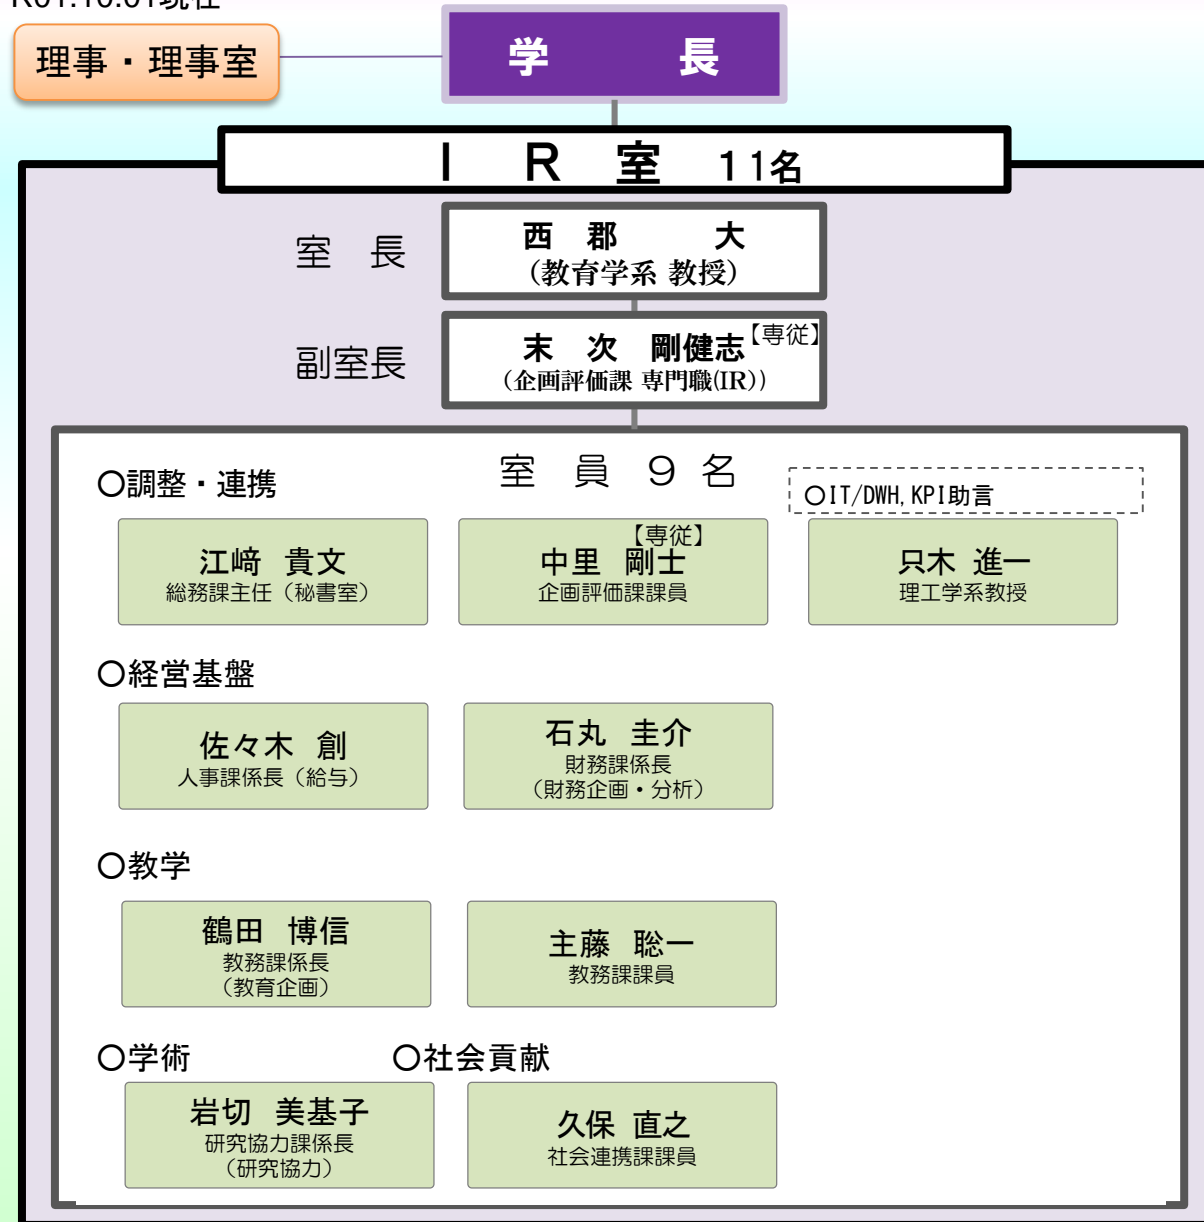 R01.10.01現在
理事・理事室
学　長
ＩＲ室 11名
室　長
西　郡　　大
(教育学系 教授)
副室長
末　次　剛健志【専従】
(企画評価課 専門職(IR))
室　員　９　名
○調整・連携
○IT/DWH,KPI助言
江﨑　貴文
総務課主任（秘書室）
【専従】
中里　剛士
企画評価課課員
只木　進一
理工学系教授
○経営基盤
佐々木　創
人事課係長（給与）
石丸　圭介
財務課係長
（財務企画・分析）
○教学
鶴田　博信
教務課係長
（教育企画）
主藤　聡一
教務課課員
○学術
○社会貢献
岩切　美基子
研究協力課係長
（研究協力）
久保　直之
社会連携課課員